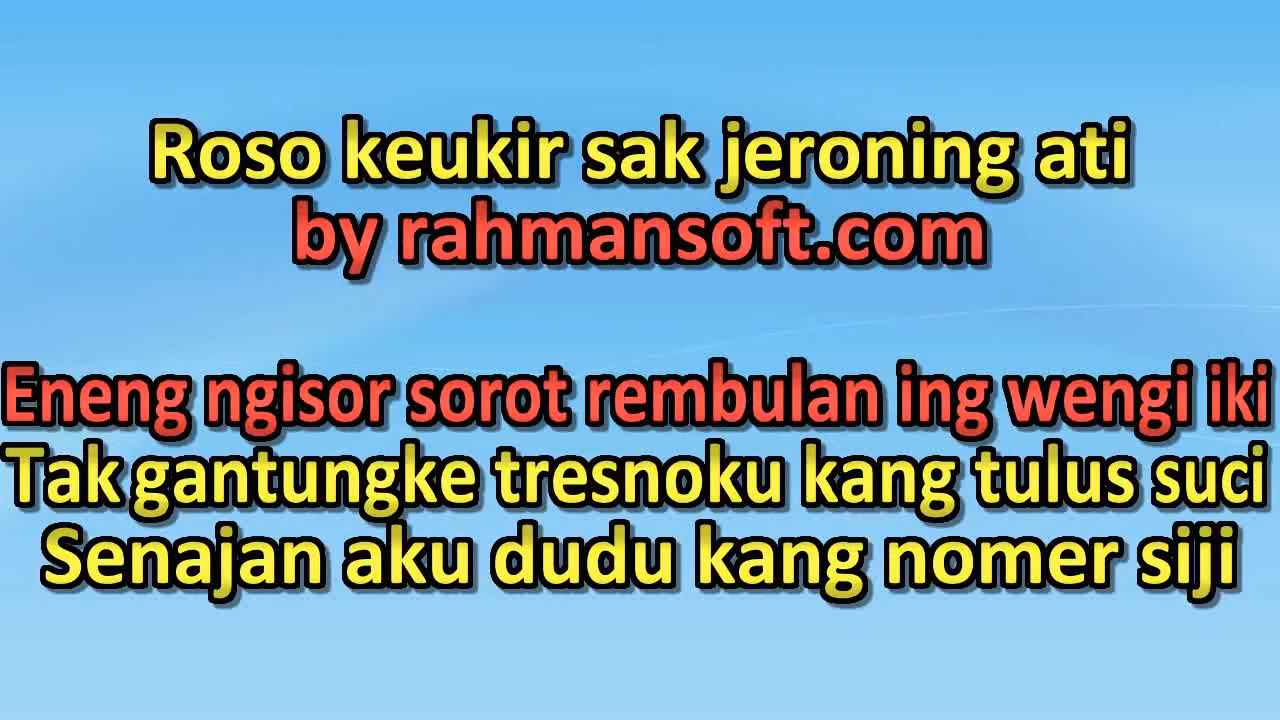 Roso keukir sak jeroning ati
by rahmansoft.com
Eneng ngisor sorot rembulan ing wengi iki
Tak gantungke tresnoku kang tulus suci
Senajan aku dudu kang nomer siji